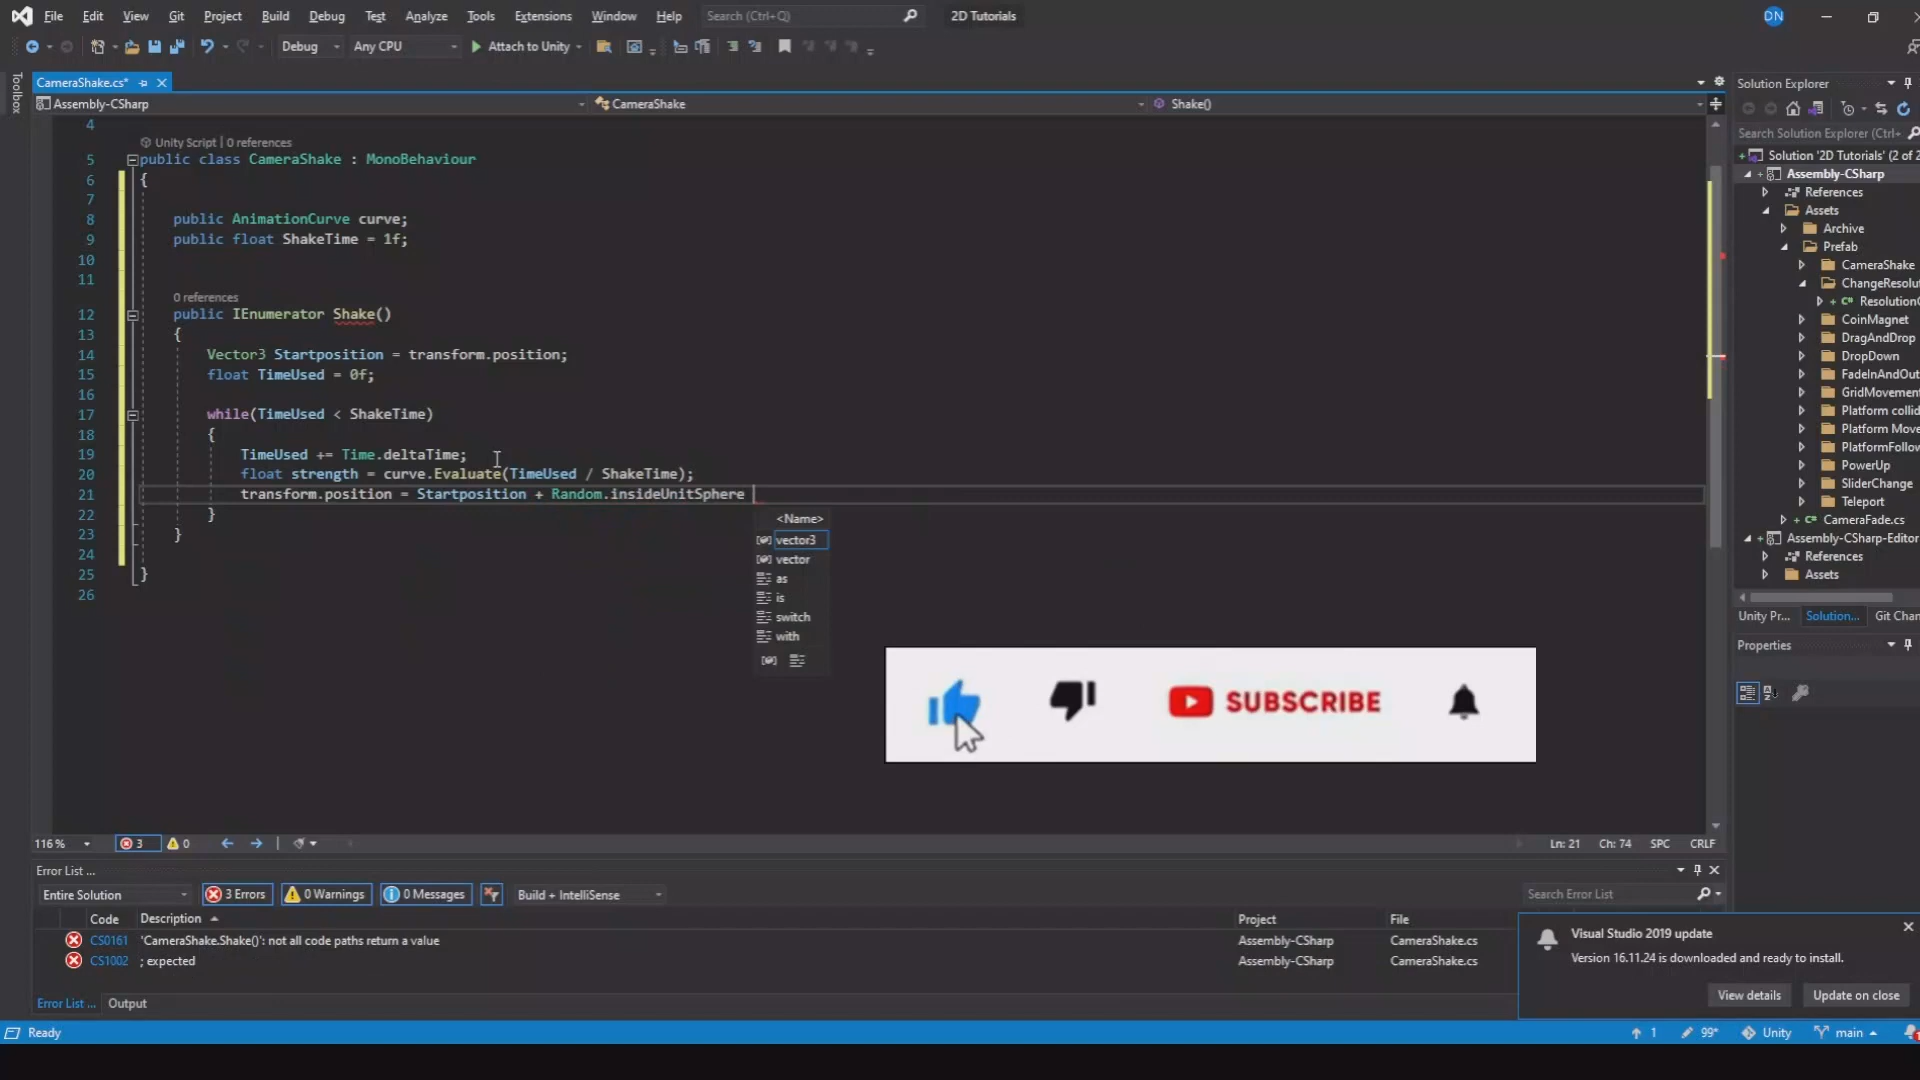 File Edit View Git Project Build Debug Test Analyze Tools Extensions Window Help Search (Ctrl+Q) 2D Tutorials DN
Debug Any CPU Attach to Unity
Toolbox
CameraShake.cs*
Assembly-CSharp CameraShake Shake()
4
Unity Script | 0 references
5 public class CameraShake : MonoBehaviour
6 {
7
8 public AnimationCurve curve;
9 public float ShakeTime = 1f;
10
11
0 references
12 public IEnumerator Shake()
13 {
14 Vector3 Startposition = transform.position;
15 float TimeUsed = 0f;
16
17 while(TimeUsed < ShakeTime)
18 {
19 TimeUsed += Time.deltaTime;
20 float strength = curve.Evaluate(TimeUsed / ShakeTime);
21 transform.position = Startposition + Random.insideUnitSphere
22 }
23 }
24
25 }
26
<Name>
vector3
vector
as
is
switch
with
SUBSCRIBE
116 % 3 0 Ln: 21 Ch: 74 SPC CRLF
Error List ...
Entire Solution 3 Errors 0 Warnings 0 Messages Build + IntelliSense Search Error List
Code Description Project File
CS0161 'CameraShake.Shake()': not all code paths return a value Assembly-CSharp CameraShake.cs
CS1002 ; expected Assembly-CSharp CameraShake.cs
Error List ... Output
Ready 1 99* Unity main
Solution Explorer
Search Solution Explorer (Ctrl+
Solution '2D Tutorials' (2 of 2
Assembly-CSharp
References
Assets
Archive
Prefab
CameraShake
ChangeResolu
Resolution
CoinMagnet
DragAndDrop
DropDown
FadeInAndOut
GridMovement
Platform collid
Platform Move
PlatformFollow
PowerUp
SliderChange
Teleport
CameraFade.cs
Assembly-CSharp-Editor
References
Assets
Unity Pr... Solution... Git Chan
Properties
Visual Studio 2019 update
Version 16.11.24 is downloaded and ready to install.
View details Update on close